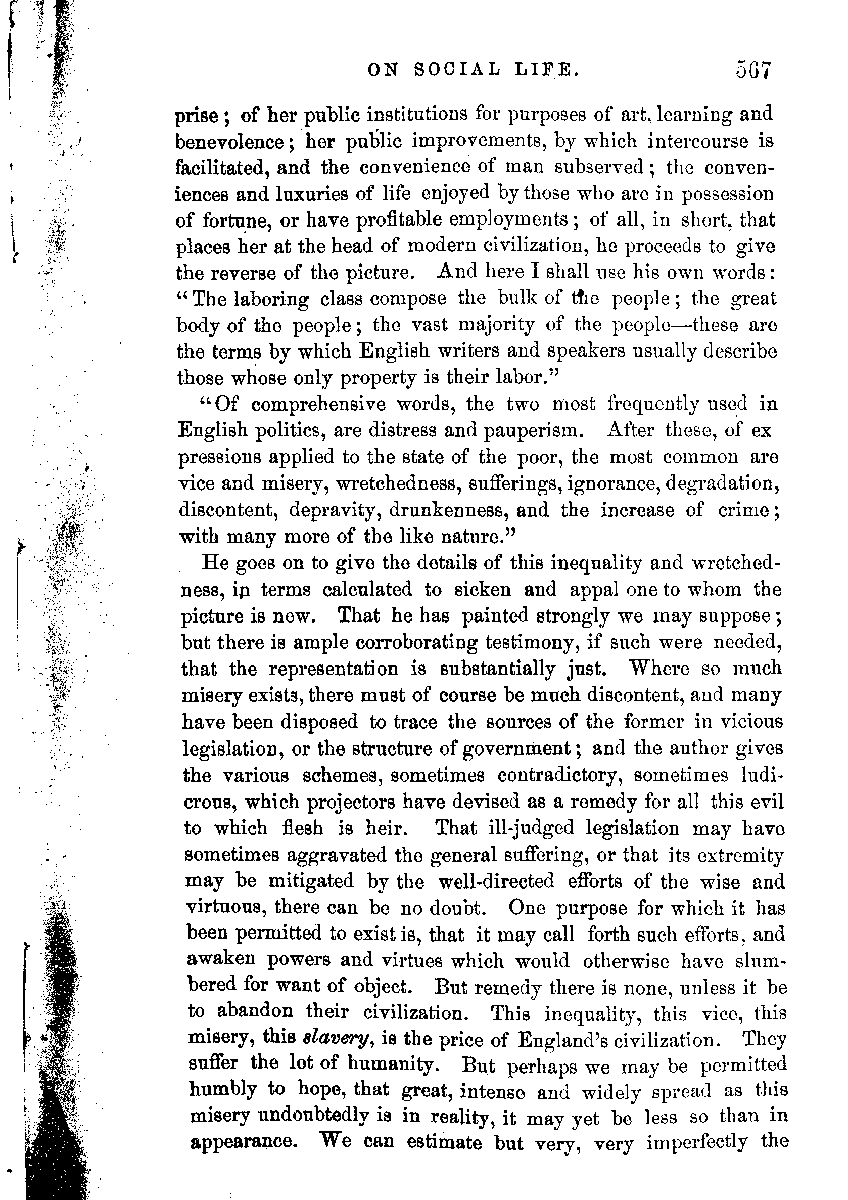 ON SOCIAL LIFE. 567
prise; of her public institutions for purposes of art, learning and
benevolence; her public improvements, by which intercourse is
facilitated, and the convenience of man subserved; the conven-
iences and luxuries of life enjoyed by those who are in possession
of fortune, or have profitable employments; of all, in short, that
places her at the head of modern civilization, he proceeds to give
the reverse of the picture. And here I shall use his own words:
“The laboring class compose the bulk of the people; the great
body of the people; the vast majority of the people—these are
the terms by which English writers and speakers usually describe
those whose only property is their labor.”
“Of comprehensive words, the two most frequently used in
English politics, are distress and pauperism. After these, of ex
pressions applied to the state of the poor, the most common are
vice and misery, wretchedness, sufferings, ignorance, degradation,
discontent, depravity, drunkenness, and the increase of crime;
with many more of the like nature.”
He goes on to give the details of this inequality and wretched-
ness, in terms calculated to sicken and appal one to whom the
picture is new. That he has painted strongly we may suppose;
but there is ample corroborating testimony, if such were needed,
that the representation is substantially just. Where so much
misery exists, there must of course be much discontent, and many
have been disposed to trace the sources of the former in vicious
legislation, or the structure of government; and the author gives
the various schemes, sometimes contradictory, sometimes ludi-
crous, which projectors have devised as a remedy for all this evil
to which flesh is heir. That ill-judged legislation may have
sometimes aggravated the general suffering, or that its extremity
may be mitigated by the well-directed efforts of the wise and
virtuous, there can be no doubt. One purpose for which it has
been permitted to exist is, that it may call forth such efforts, and
awaken powers and virtues which would otherwise have slum-
bered for want of object. But remedy there is none, unless it be
to abandon their civilization. This inequality, this vice, this
misery, this slavery, is the price of England’s civilization. They
suffer the lot of humanity. But perhaps we may be permitted
humbly to hope, that great, intense and widely spread as this
misery undoubtedly is in reality, it may yet be less so than in
appearance. We can estimate but very, very imperfectly the